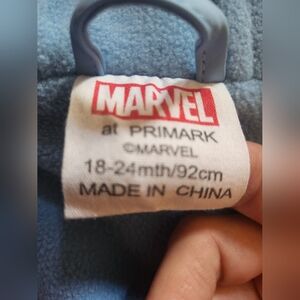 MARVEL
at PRIMARK
©MARVEL
18-24mth/92cm
MADE IN CHINA